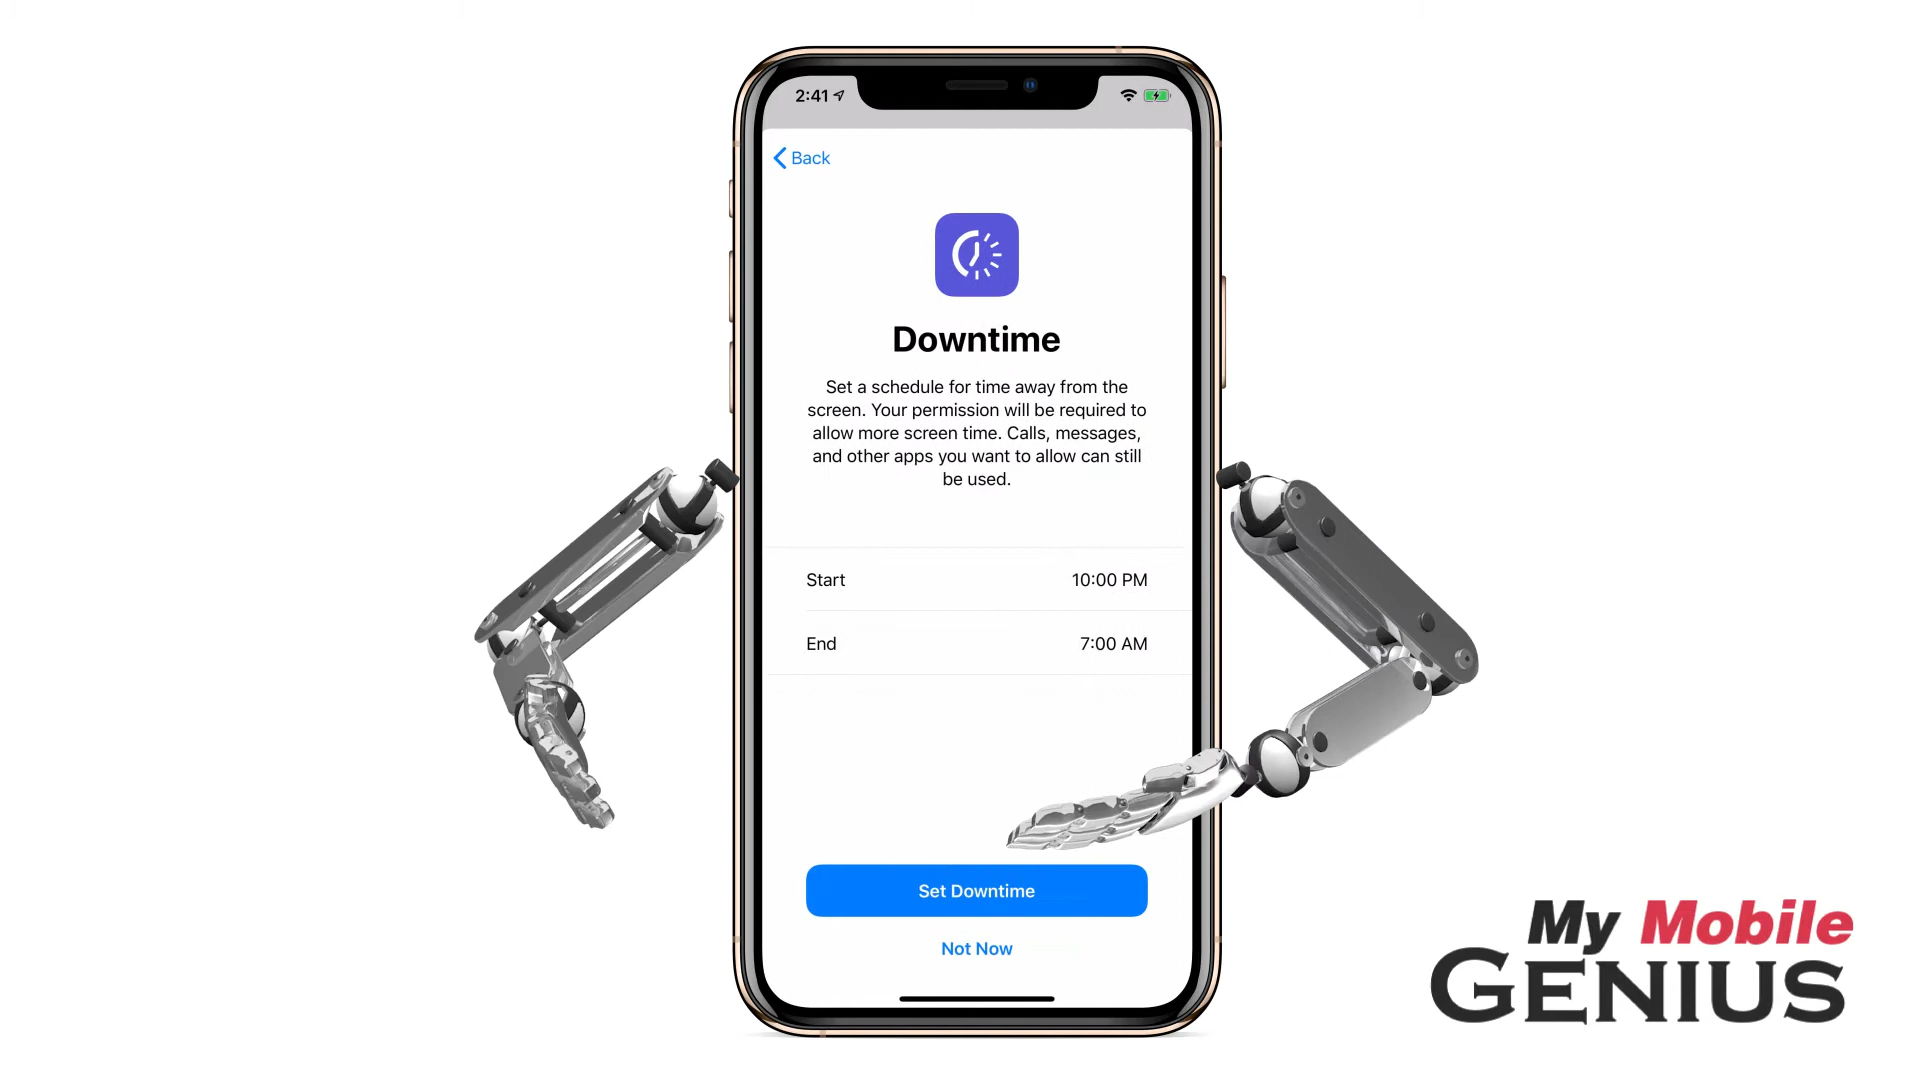 2:41
Back
Downtime
Set a schedule for time away from the
screen. Your permission will be required to
allow more screen time. Calls, messages,
and other apps you want to allow can still
be used.
Start 10:00 PM
End 7:00 AM
Set Downtime
Not Now
My Mobile
GENIUS